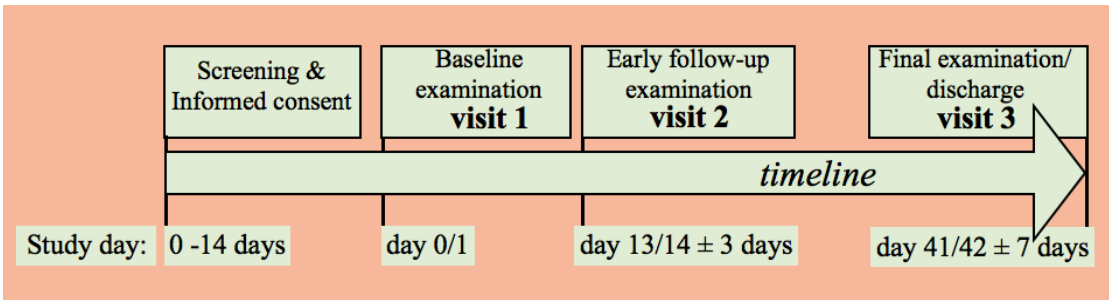 Screening &
Informed consent
Baseline
examination
visit 1
Early follow-up
examination
visit 2
Final examination/
discharge
visit 3
timeline
Study day: 0 -14 days day 0/1 day 13/14 ± 3 days day 41/42 ± 7 days